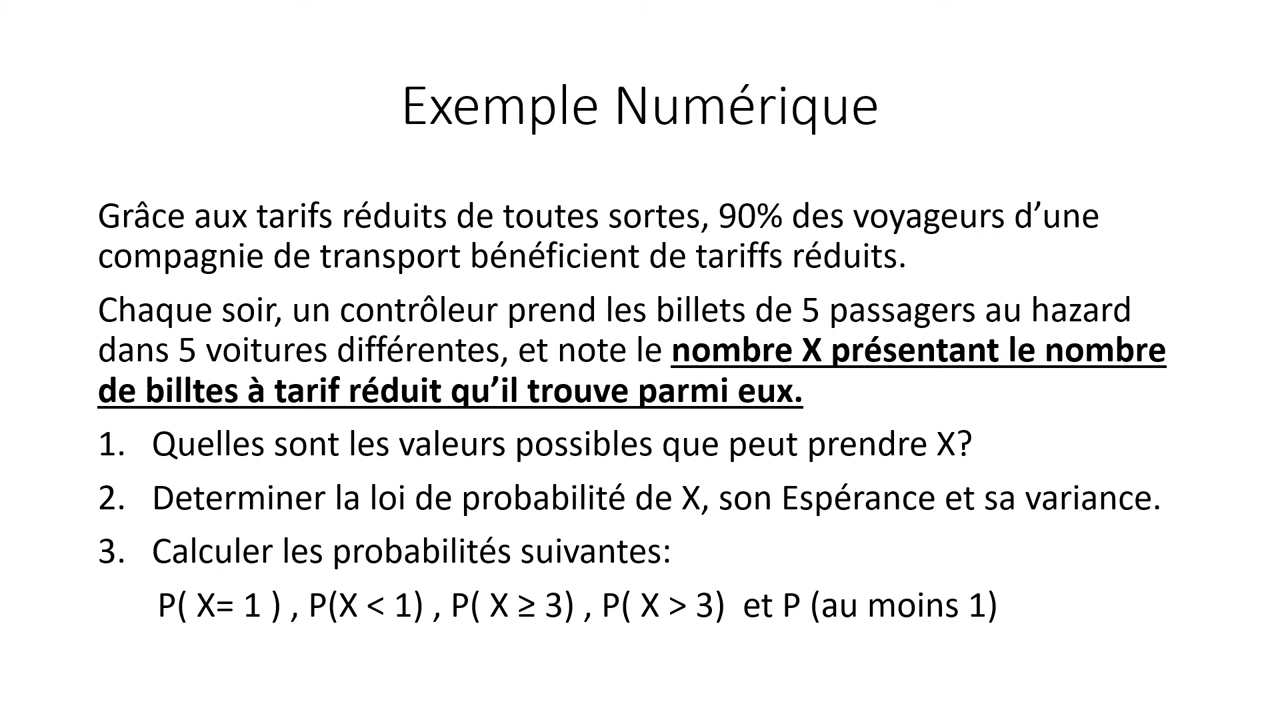 Exemple Numérique
Grâce aux tarifs réduits de toutes sortes, 90% des voyageurs d’une
compagnie de transport bénéficient de tariffs réduits.
Chaque soir, un contrôleur prend les billets de 5 passagers au hazard
dans 5 voitures différentes, et note le nombre X présentant le nombre
de billtes à tarif réduit qu’il trouve parmi eux.
1. Quelles sont les valeurs possibles que peut prendre X?
2. Determiner la loi de probabilité de X, son Espérance et sa variance.
3. Calculer les probabilités suivantes:
P( X= 1 ) , P(X < 1) , P( X ≥ 3) , P( X > 3) et P (au moins 1)